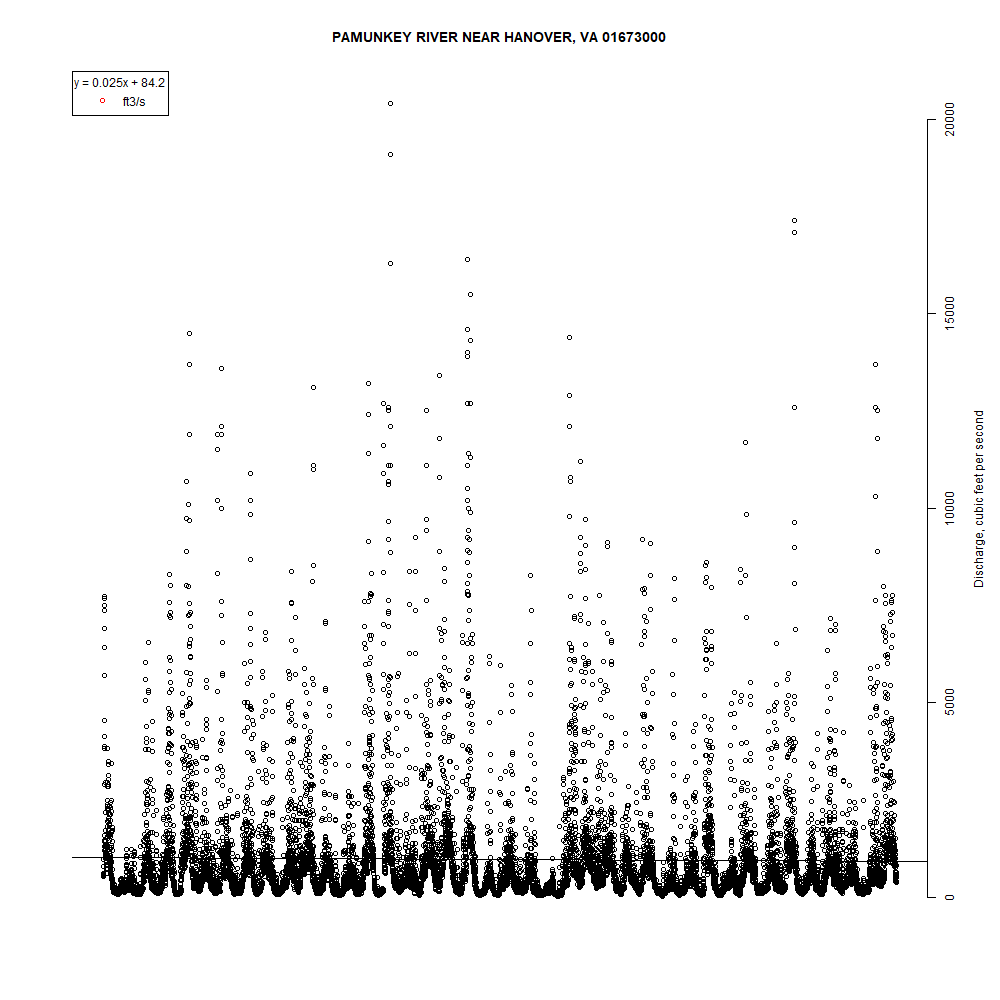 PAMUNKEY RIVER NEAR HANOVER, VA 01673000
y = 0.025x + 84.2
ft3/s
20000
15000
10000
5000
0
Discharge, cubic feet per second